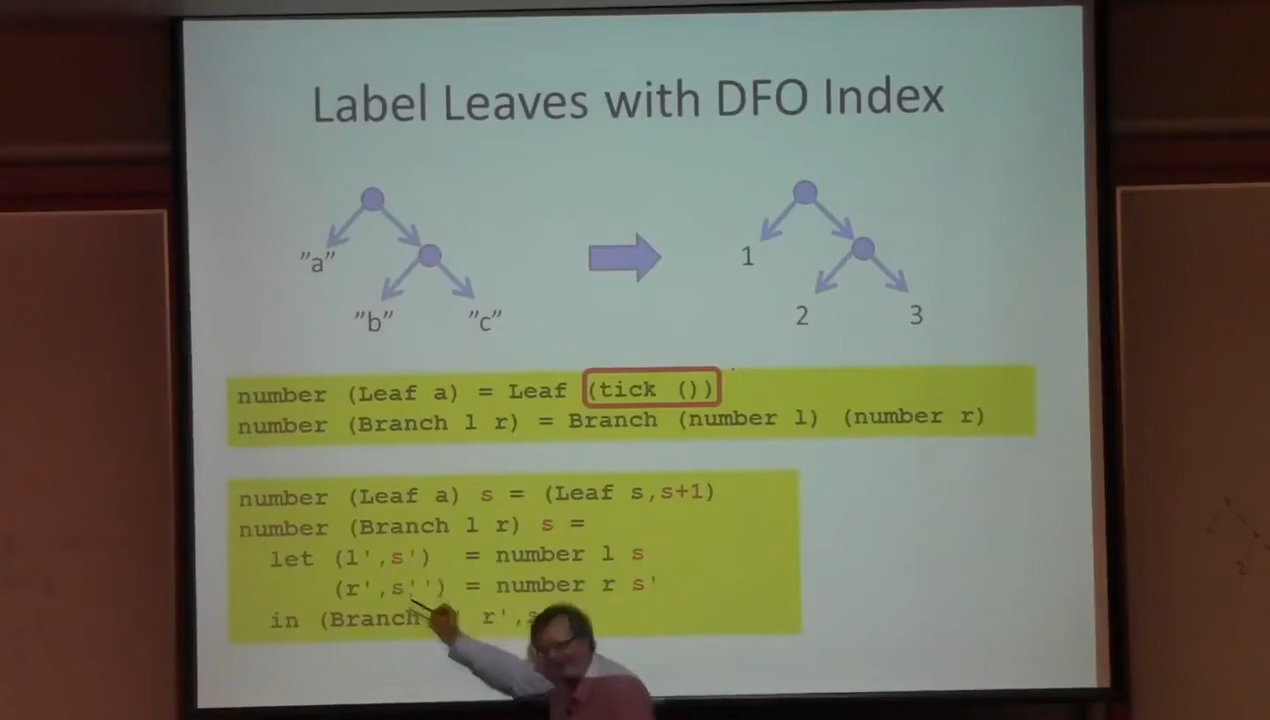 Label Leaves with DFO Index
"a"
"b" "c"
1
2 3
number (Leaf a) = Leaf (tick ())
number (Branch l r) = Branch (number l) (number r)
number (Leaf a) s = (Leaf s,s+1)
number (Branch l r) s =
let (l',s') = number l s
(r',s'') = number r s'
in (Branch r',s